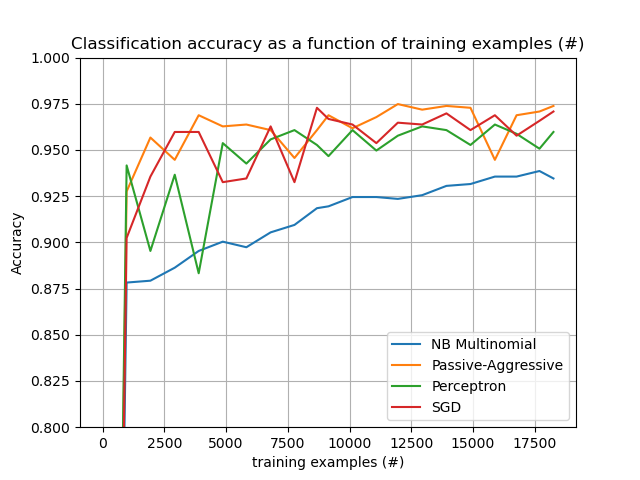 Classification accuracy as a function of training examples (#)
1.000
0.975
0.950
0.925
0.900
0.875
0.850
0.825
0.800
Accuracy
NB Multinomial
Passive-Aggressive
Perceptron
SGD
0 2500 5000 7500 10000 12500 15000 17500
training examples (#)